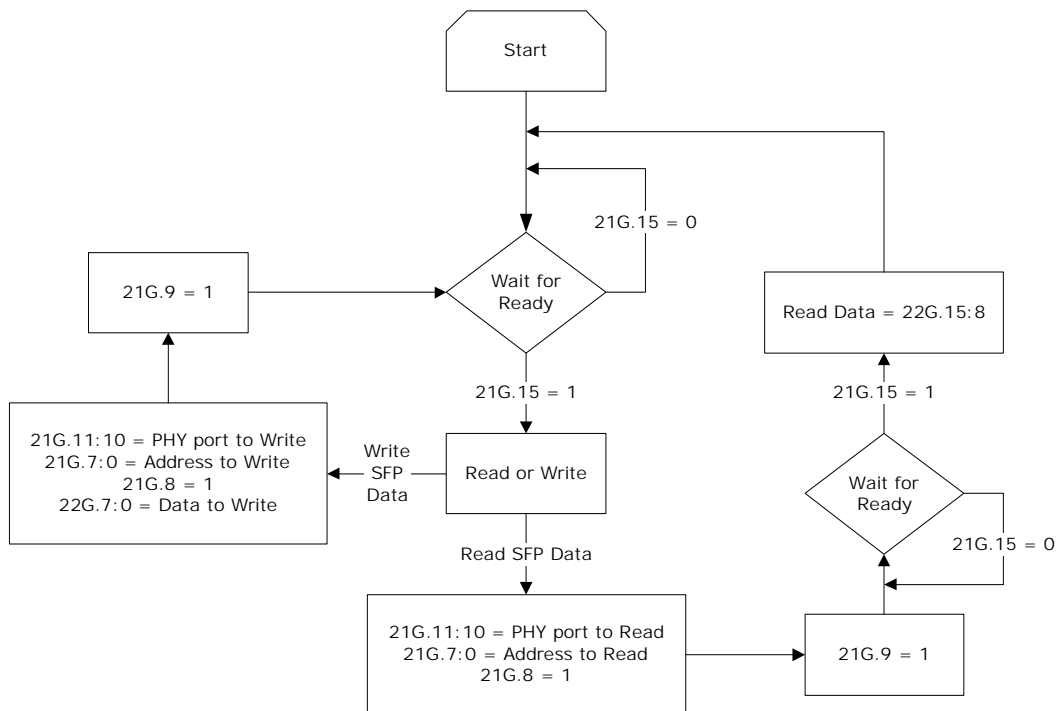 Start
21G.15 = 0
21G.9 = 1
Wait for
Ready
Read Data = 22G.15:8
21G.15 = 1
21G.15 = 1
21G.11:10 = PHY port to Write
21G.7:0 = Address to Write
21G.8 = 1
22G.7:0 = Data to Write
Write
SFP
Data
Read or Write
Wait for
Ready
21G.15 = 0
Read SFP Data
21G.11:10 = PHY port to Read
21G.7:0 = Address to Read
21G.8 = 1
21G.9 = 1